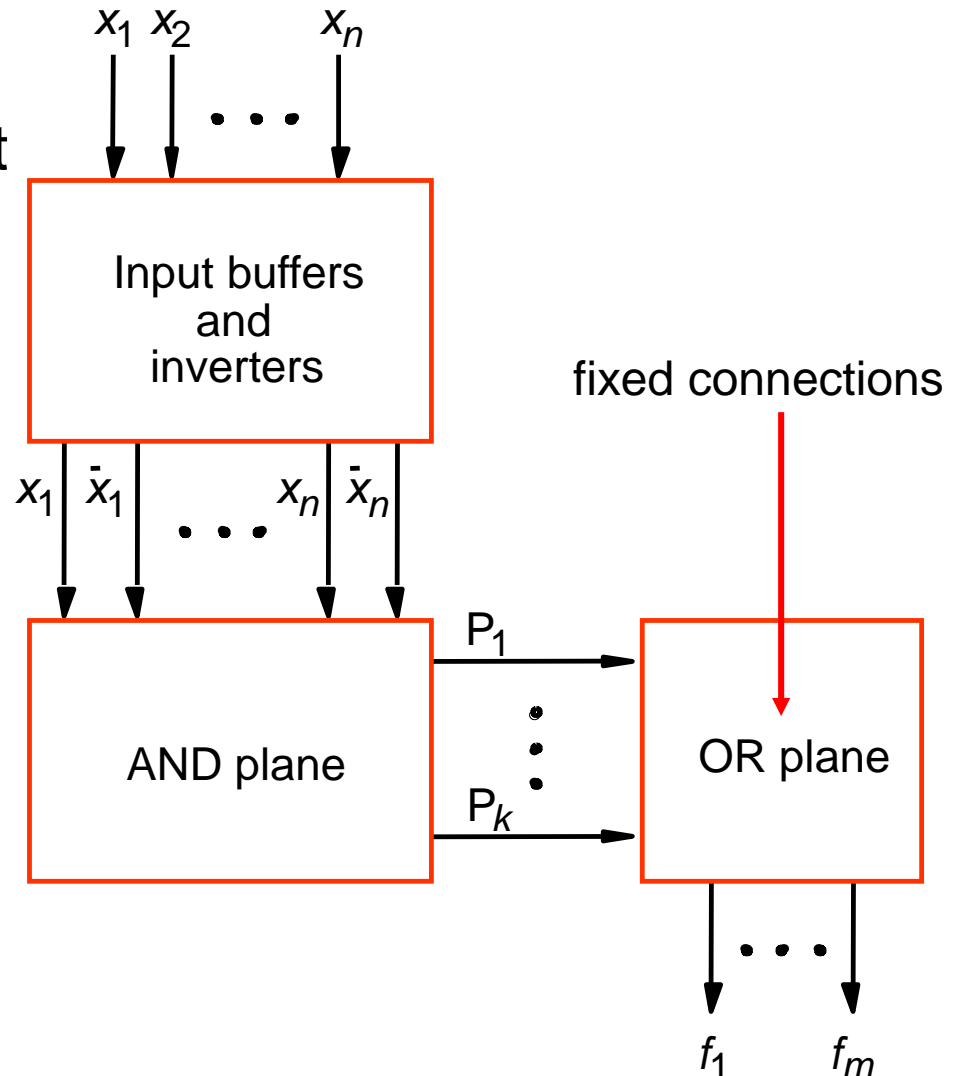 x1 x2 xn
t
Input buffers
and
inverters
fixed connections
x1 x̄1 xn x̄n
P1
AND plane
OR plane
Pk
f1 fm